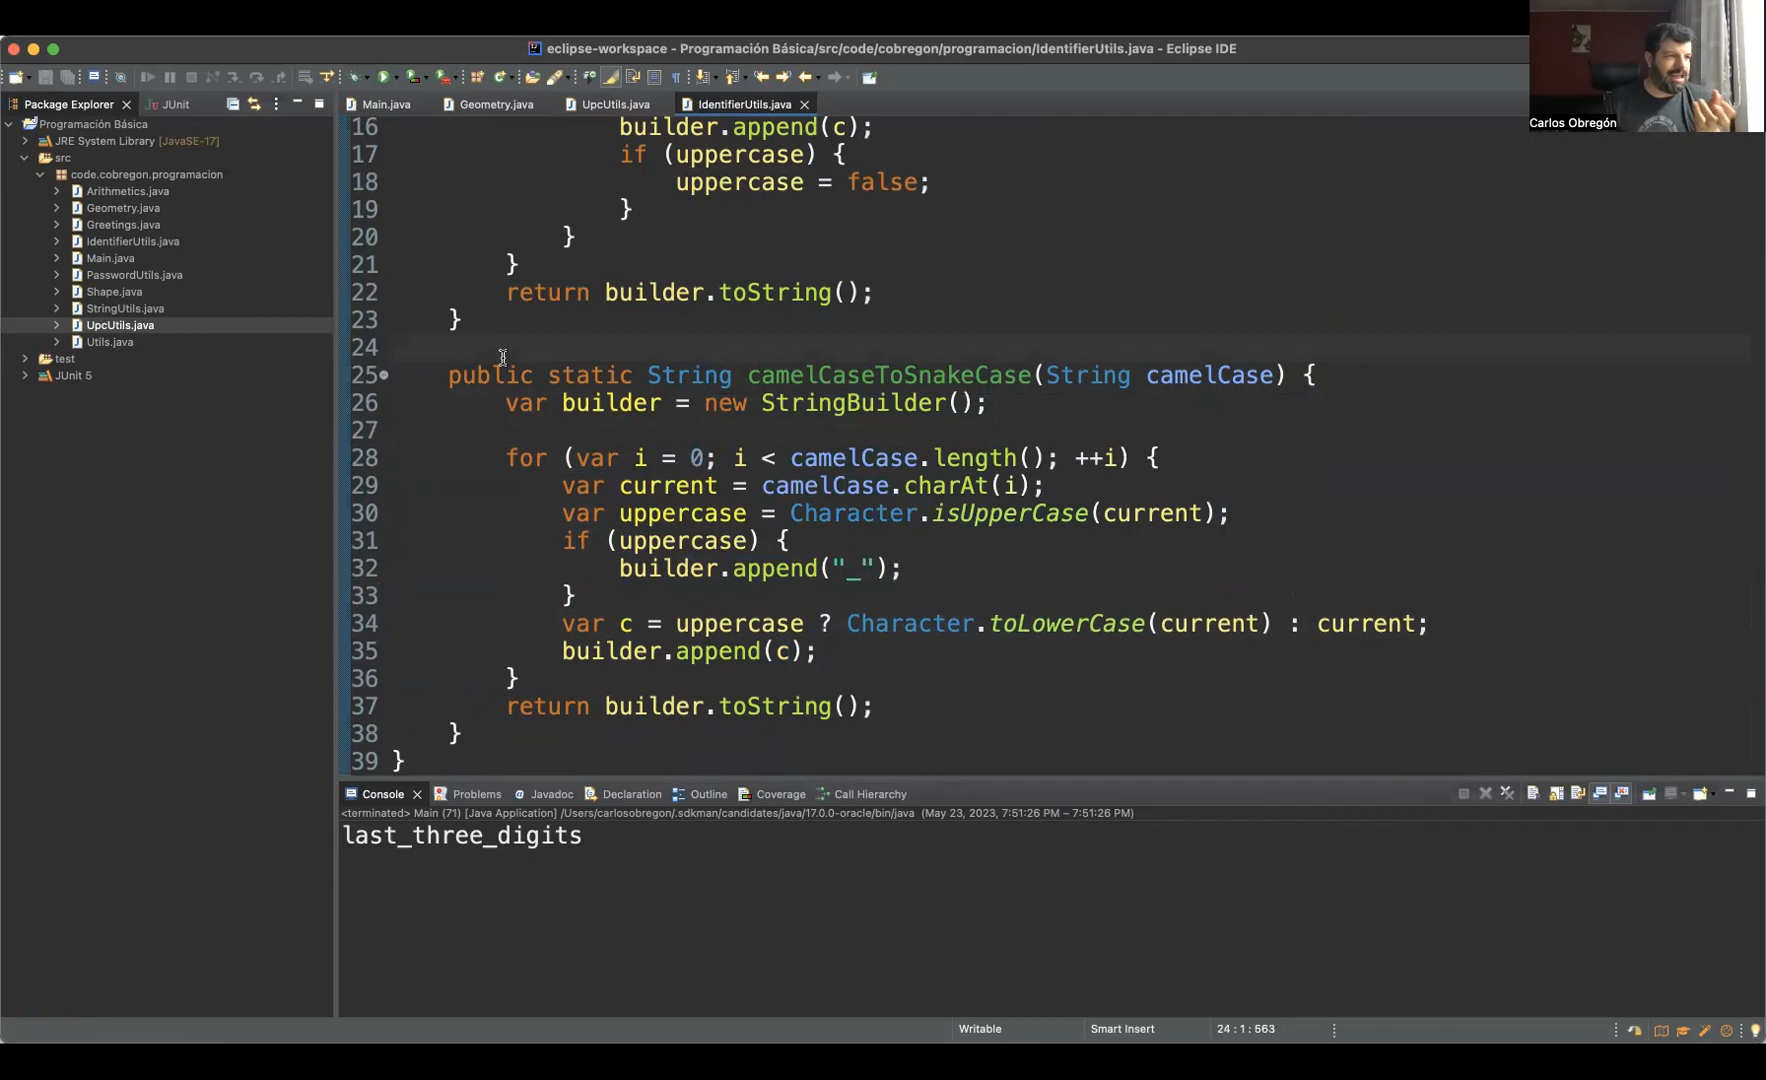 Carlos Obregón
eclipse-workspace - Programación Básica/src/code/cobregon/programacion/IdentifierUtils.java - Eclipse IDE
Package Explorer
JUnit
Main.java
Geometry.java
UpcUtils.java
IdentifierUtils.java
Programación Básica
JRE System Library [JavaSE-17]
src
code.cobregon.programacion
Arithmetics.java
Geometry.java
Greetings.java
IdentifierUtils.java
Main.java
PasswordUtils.java
Shape.java
StringUtils.java
UpcUtils.java
Utils.java
test
JUnit 5
16 builder.append(c);
17 if (uppercase) {
18 uppercase = false;
19 }
20 }
21 }
22 return builder.toString();
23 }
24
25 public static String camelCaseToSnakeCase(String camelCase) {
26 var builder = new StringBuilder();
27
28 for (var i = 0; i < camelCase.length(); ++i) {
29 var current = camelCase.charAt(i);
30 var uppercase = Character.isUpperCase(current);
31 if (uppercase) {
32 builder.append("_");
33 }
34 var c = uppercase ? Character.toLowerCase(current) : current;
35 builder.append(c);
36 }
37 return builder.toString();
38 }
39 }
Console
Problems
Javadoc
Declaration
Outline
Coverage
Call Hierarchy
<terminated> Main (71) [Java Application] /Users/carlosobregon/.sdkman/candidates/java/17.0.0-oracle/bin/java (May 23, 2023, 7:51:26 PM – 7:51:26 PM)
last_three_digits
Writable
Smart Insert
24 : 1 : 563